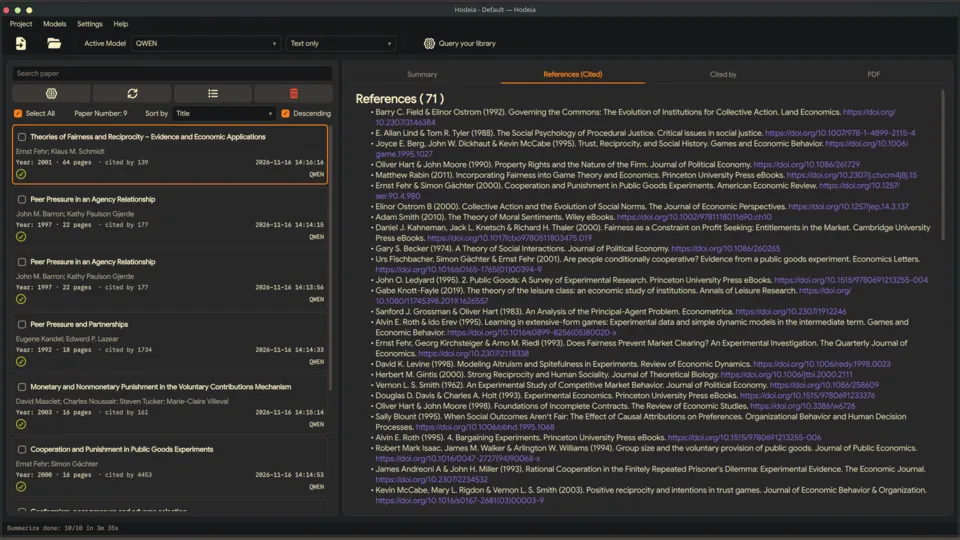 Hodeia - Default — Hodeia
Project Models Settings Help
Active Model QWEN Text only Query your library
Search paper
Select All Paper Number: 9 Sort by Title Descending
Theories of Fairness and Reciprocity – Evidence and Economic Applications
Ernst Fehr; Klaus M. Schmidt
Year: 2001 · 64 pages · cited by 139 2026-11-16 14:16:16
QWEN
Peer Pressure in an Agency Relationship
John M. Barron; Kathy Paulson Gjerde
Year: 1997 · 22 pages · cited by 177 2026-11-16 14:14:15
QWEN
Peer Pressure in an Agency Relationship
John M. Barron; Kathy Paulson Gjerde
Year: 1997 · 22 pages · cited by 177 2026-11-16 14:13:56
QWEN
Peer Pressure and Partnerships
Eugene Kandel; Edward P. Lazear
Year: 1992 · 18 pages · cited by 1734 2026-11-16 14:14:33
QWEN
Monetary and Nonmonetary Punishment in the Voluntary Contributions Mechanism
David Masclet; Charles Noussair; Steven Tucker; Marie-Claire Villeval
Year: 2003 · 16 pages · cited by 161 2026-11-16 14:15:14
QWEN
Cooperation and Punishment in Public Goods Experiments
Ernst Fehr; Simon Gächter
Year: 2000 · 16 pages · cited by 4453 2026-11-16 14:14:53
QWEN
Summarize done: 10/10 in 3m 35s
Summary References (Cited) Cited by PDF
References ( 71 )
• Barry C. Field & Elinor Ostrom (1992). Governing the Commons: The Evolution of Institutions for Collective Action. Land Economics. https://doi.org/
10.2307/3146384
• E. Allan Lind & Tom R. Tyler (1988). The Social Psychology of Procedural Justice. Critical issues in social justice. https://doi.org/10.1007/978-1-4899-2115-4
• Joyce E. Berg, John W. Dickhaut & Kevin McCabe (1995). Trust, Reciprocity, and Social History. Games and Economic Behavior. https://doi.org/10.1006/
game.1995.1027
• Oliver Hart & John Moore (1990). Property Rights and the Nature of the Firm. Journal of Political Economy. https://doi.org/10.1086/261729
• Matthew Rabin (2011). Incorporating Fairness into Game Theory and Economics. Princeton University Press eBooks. https://doi.org/10.2307/j.ctvcm4j8j.15
• Ernst Fehr & Simon Gächter (2000). Cooperation and Punishment in Public Goods Experiments. American Economic Review. https://doi.org/10.1257/
aer.90.4.980
• Elinor Ostrom (2000). Collective Action and the Evolution of Social Norms. The Journal of Economic Perspectives. https://doi.org/10.1257/jep.14.3.137
• Adam Smith (2010). The Theory of Moral Sentiments. Wiley eBooks. https://doi.org/10.1002/9781118011690.ch10
• Daniel J. Kahneman, Jack L. Knetsch & Richard H. Thaler (2000). Fairness as a Constraint on Profit Seeking: Entitlements in the Market. Cambridge University
Press eBooks. https://doi.org/10.1017/cbo9780511803475.019
• Gary S. Becker (1974). A Theory of Social Interactions. Journal of Political Economy. https://doi.org/10.1086/260265
• Urs Fischbacher, Simon Gächter & Ernst Fehr (2001). Are people conditionally cooperative? Evidence from a public goods experiment. Economics Letters.
https://doi.org/10.1016/s0165-1765(01)00394-9
• John O. Ledyard (1995). 2. Public Goods: A Survey of Experimental Research. Princeton University Press eBooks. https://doi.org/10.1515/9780691213255-004
• Gabe Knott-Fayle (2019). The theory of the leisure class: an economic study of institutions. Annals of Leisure Research. https://doi.org/
10.1080/11745398.2019.1626557
• Sanford J. Grossman & Oliver Hart (1983). An Analysis of the Principal-Agent Problem. Econometrica. https://doi.org/10.2307/1912246
• Alvin E. Roth & Ido Erev (1995). Learning in extensive-form games: Experimental data and simple dynamic models in the intermediate term. Games and
Economic Behavior. https://doi.org/10.1016/s0899-8256(05)80020-x
• Ernst Fehr, Georg Kirchsteiger & Arno M. Riedl (1993). Does Fairness Prevent Market Clearing? An Experimental Investigation. The Quarterly Journal of
Economics. https://doi.org/10.2307/2118338
• David K. Levine (1998). Modeling Altruism and Spitefulness in Experiments. Review of Economic Dynamics. https://doi.org/10.1006/redy.1998.0023
• Herbert M. Gintis (2000). Strong Reciprocity and Human Sociality. Journal of Theoretical Biology. https://doi.org/10.1006/jtbi.2000.2111
• Vernon L. Smith (1962). An Experimental Study of Competitive Market Behavior. Journal of Political Economy. https://doi.org/10.1086/258609
• Douglas D. Davis & Charles A. Holt (1993). Experimental Economics. Princeton University Press eBooks. https://doi.org/10.1515/9780691233376
• Oliver Hart & John Moore (1998). Foundations of Incomplete Contracts. The Review of Economic Studies. https://doi.org/10.3386/w6726
• Sally Blount (1995). When Social Outcomes Aren't Fair: The Effect of Causal Attributions on Preferences. Organizational Behavior and Human Decision
Processes. https://doi.org/10.1006/obhd.1995.1068
• Alvin E. Roth (1995). 4. Bargaining Experiments. Princeton University Press eBooks. https://doi.org/10.1515/9780691213255-006
• Robert Mark Isaac, James M. Walker & Arlington W. Williams (1994). Group size and the voluntary provision of public goods. Journal of Public Economics.
https://doi.org/10.1016/0047-2727(94)90068-x
• James Andreoni A & John H. Miller (1993). Rational Cooperation in the Finitely Repeated Prisoner's Dilemma: Experimental Evidence. The Economic Journal.
https://doi.org/10.2307/2234532
• Kevin McCabe, Mary L. Rigdon & Vernon L. Smith (2003). Positive reciprocity and intentions in trust games. Journal of Economic Behavior & Organization.
https://doi.org/10.1016/s0167-2681(03)00003-9